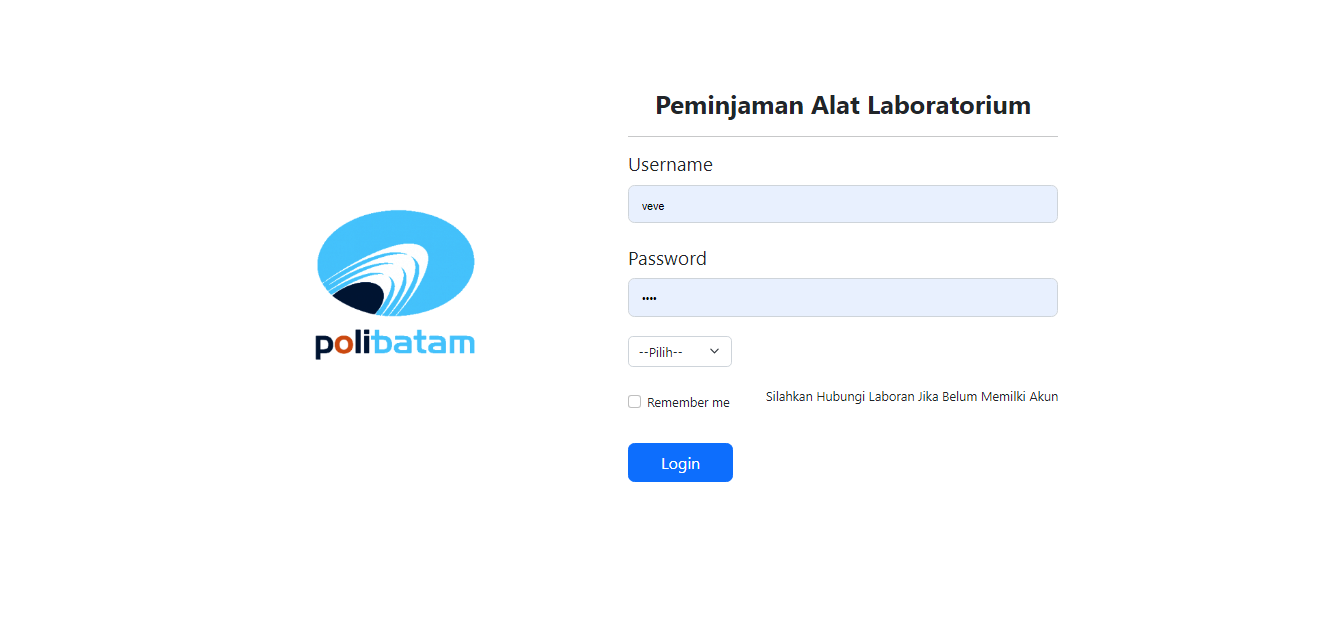 Peminjaman Alat Laboratorium
Username
veve
Password
••••
--Pilih--
Remember me
Silahkan Hubungi Laboran Jika Belum Memilki Akun
Login
polibatam